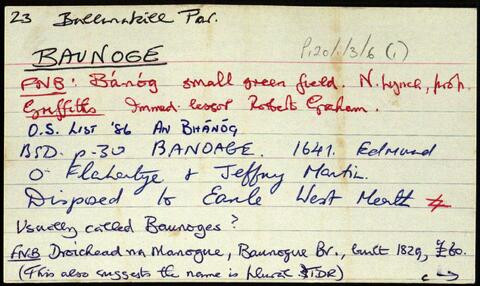 23 Ballinakill Par.
P.120/1/3/6 (1)
BAUNOGE
FNB: Bánóg small green field. N. Lynch, prop.
Griffiths Immed. lessor Robert Graham.
O.S. LIST '86 AN BHÁNÓG
BSD. p.30 BANOAGE. 1641. Edmund
O Flahertye & Jeffry Martin.
Disposed to Earle West Meath
Usually called Baunoges?
FNB Droichead na Manogue, Baunogue Br., built 1829, £60.
(This also suggests the name is plural TDR)